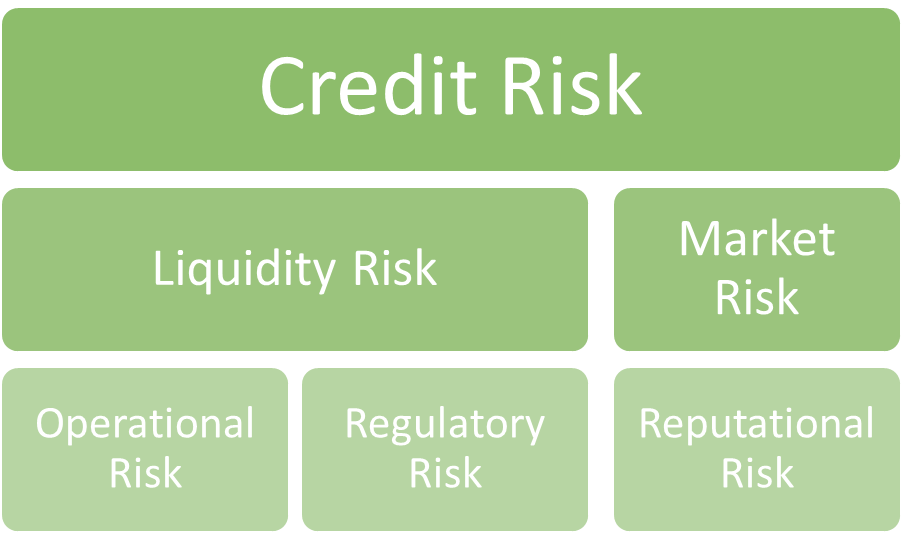 Credit Risk
Liquidity Risk
Market
Risk
Operational
Risk
Regulatory
Risk
Reputational
Risk